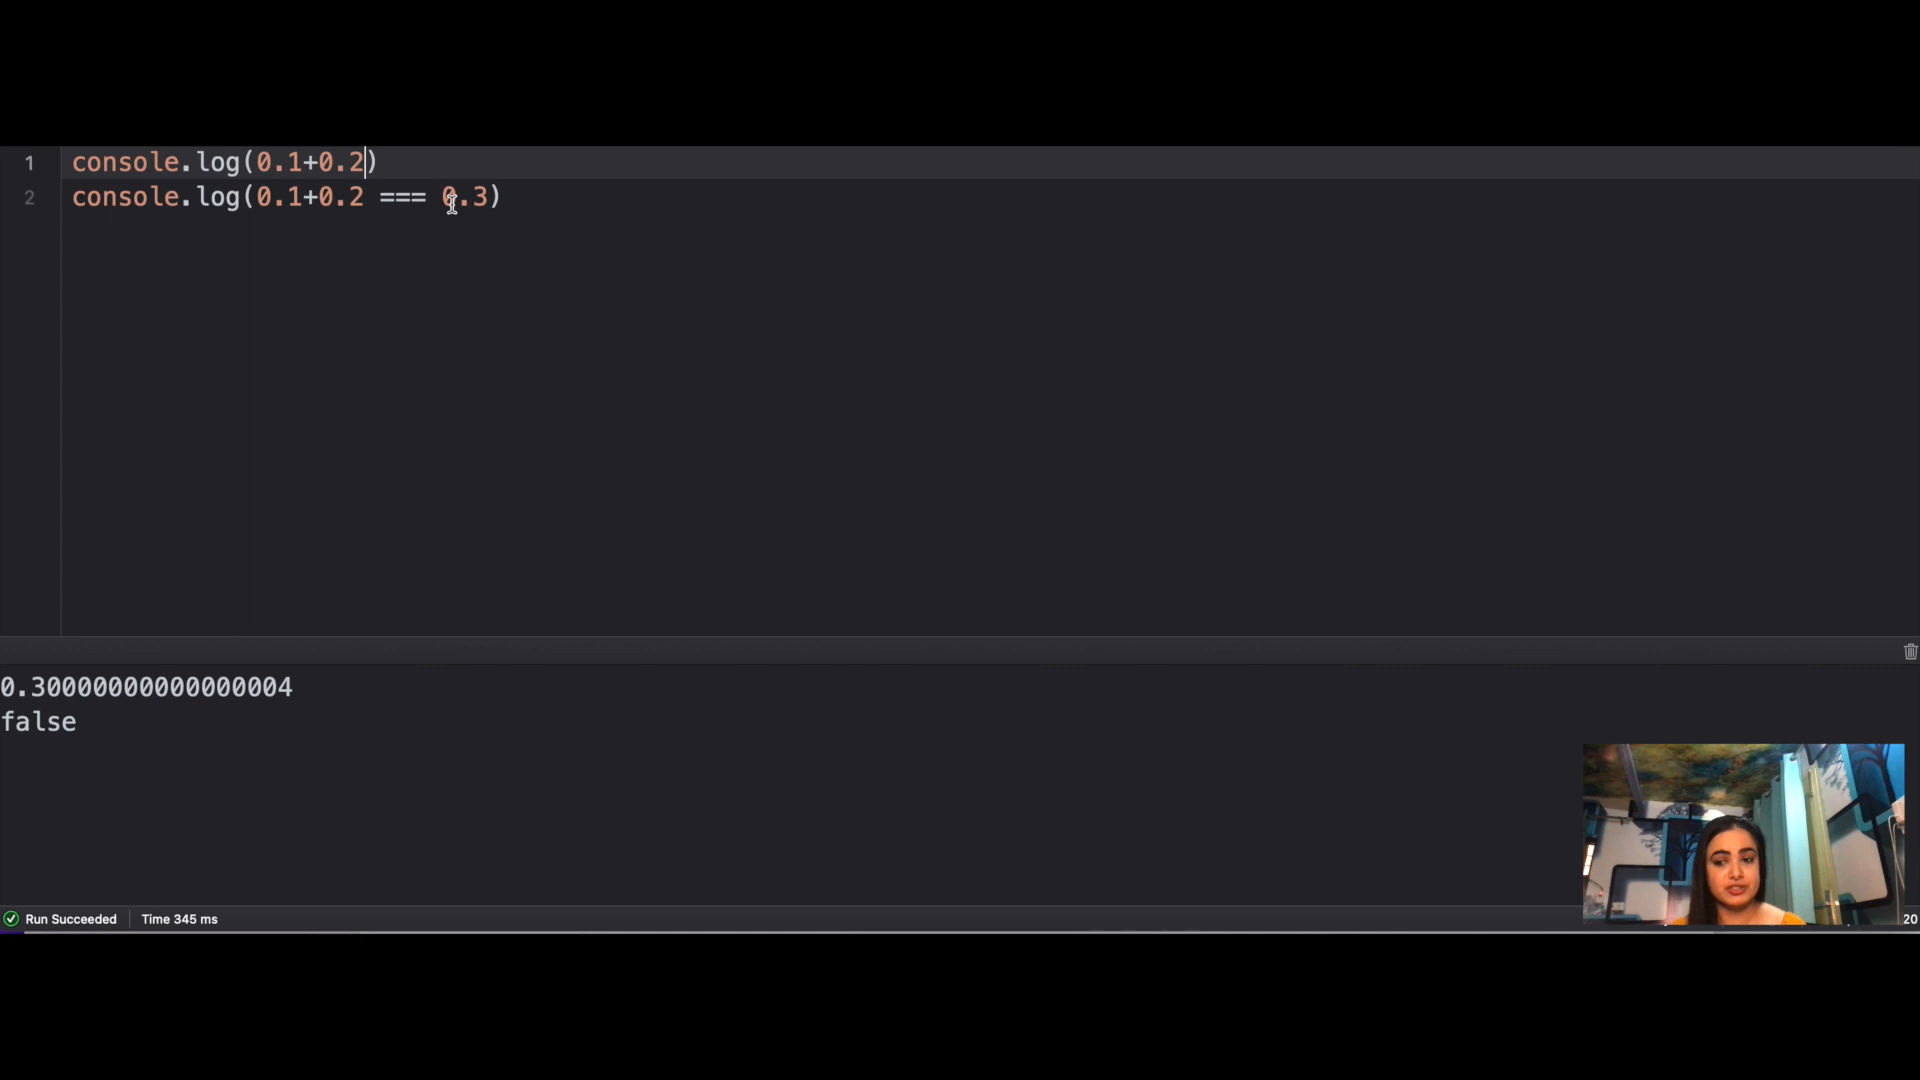 1 console.log(0.1+0.2)
2 console.log(0.1+0.2 === 0.3)
0.30000000000000004
false
Run Succeeded Time 345 ms
20